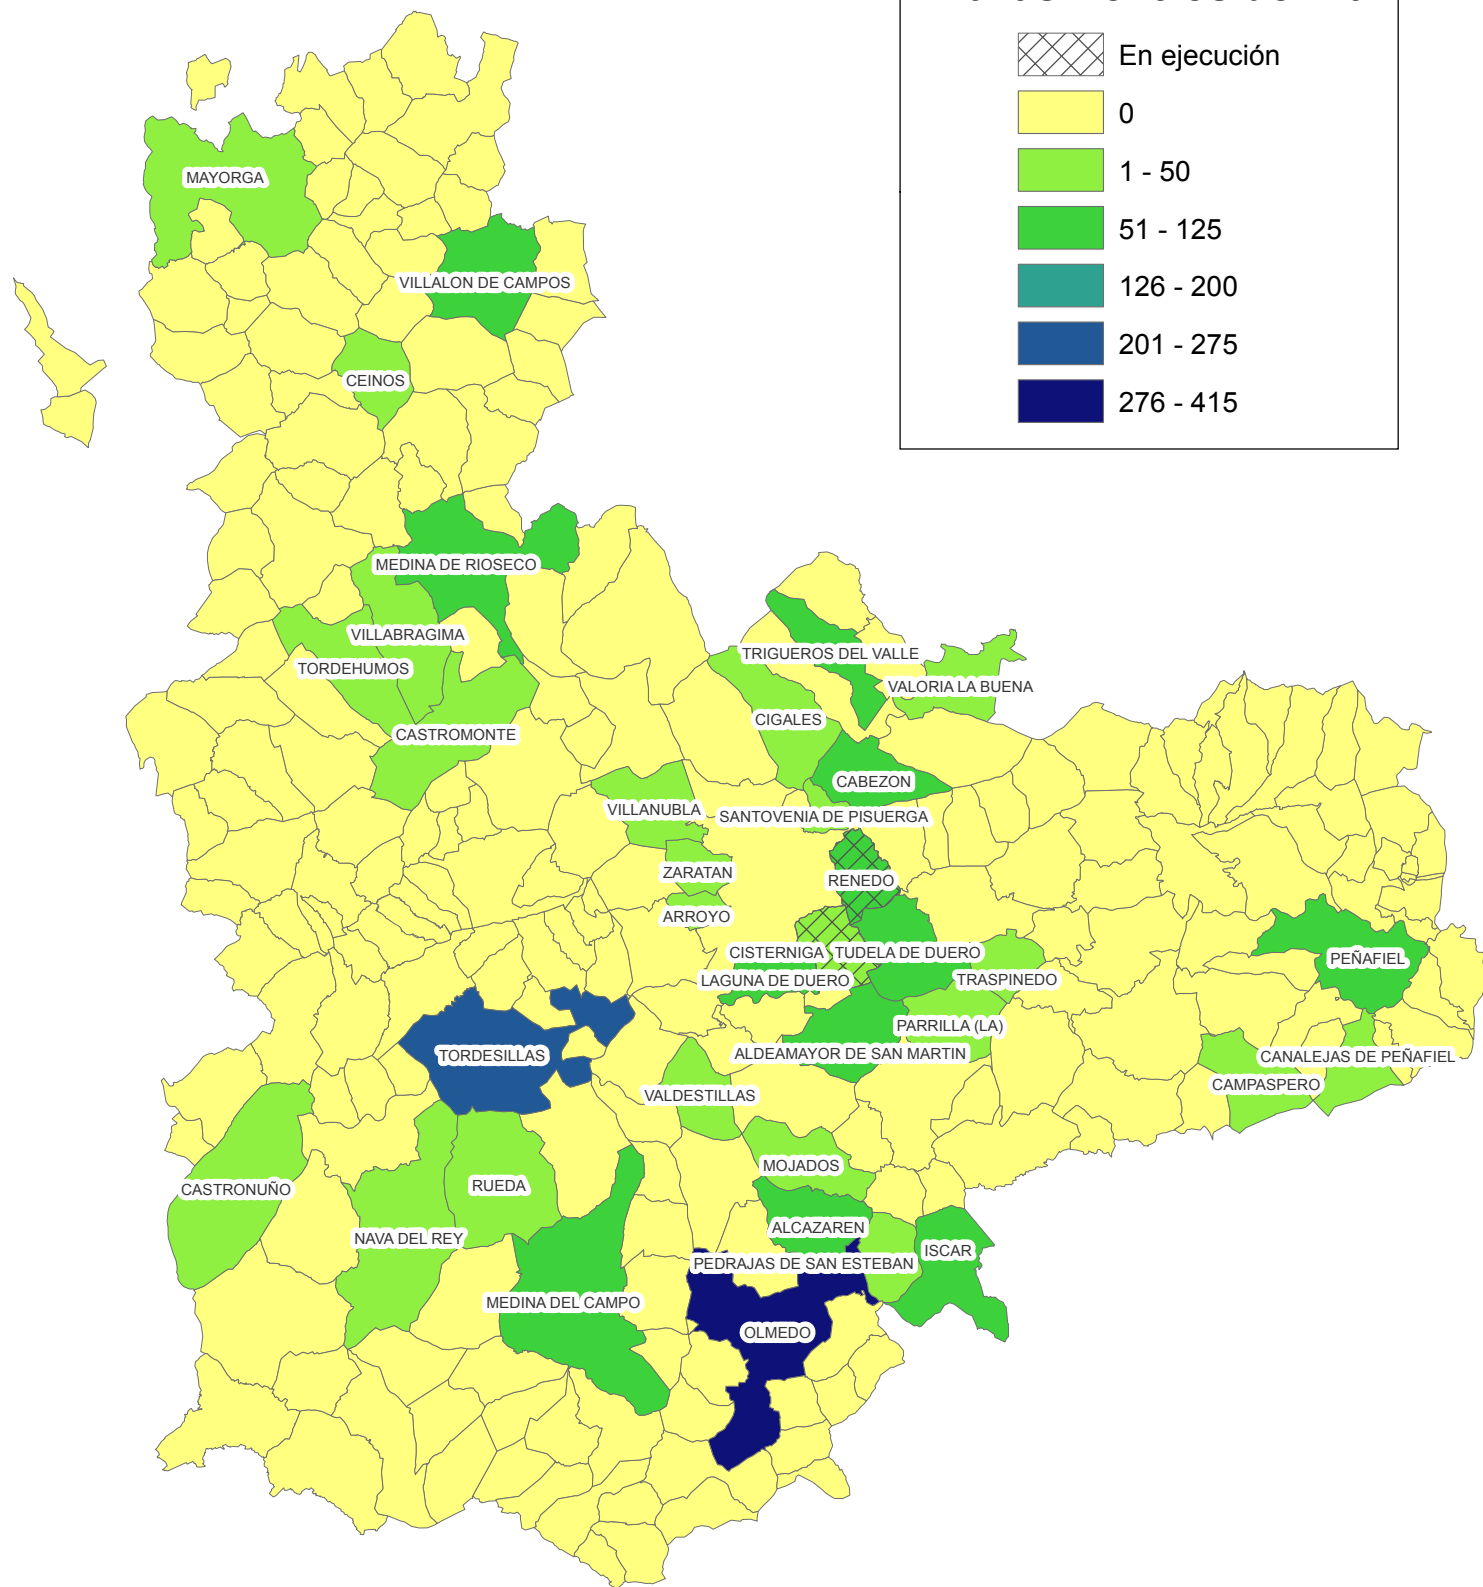 En ejecución
0
1 - 50
51 - 125
126 - 200
201 - 275
276 - 415
MAYORGA
VILLALON DE CAMPOS
CEINOS
MEDINA DE RIOSECO
VILLABRAGIMA
TORDEHUMOS
TRIGUEROS DEL VALLE
VALORIA LA BUENA
CIGALES
CASTROMONTE
CABEZON
VILLANUBLA
SANTOVENIA DE PISUERGA
ZARATAN
RENEDO
ARROYO
CISTERNIGA
TUDELA DE DUERO
PEÑAFIEL
LAGUNA DE DUERO
TRASPINEDO
PARRILLA (LA)
TORDESILLAS
ALDEAMAYOR DE SAN MARTIN
CANALEJAS DE PEÑAFIEL
CAMPASPERO
VALDESTILLAS
MOJADOS
CASTRONUÑO
RUEDA
ALCAZAREN
NAVA DEL REY
ISCAR
PEDRAJAS DE SAN ESTEBAN
MEDINA DEL CAMPO
OLMEDO